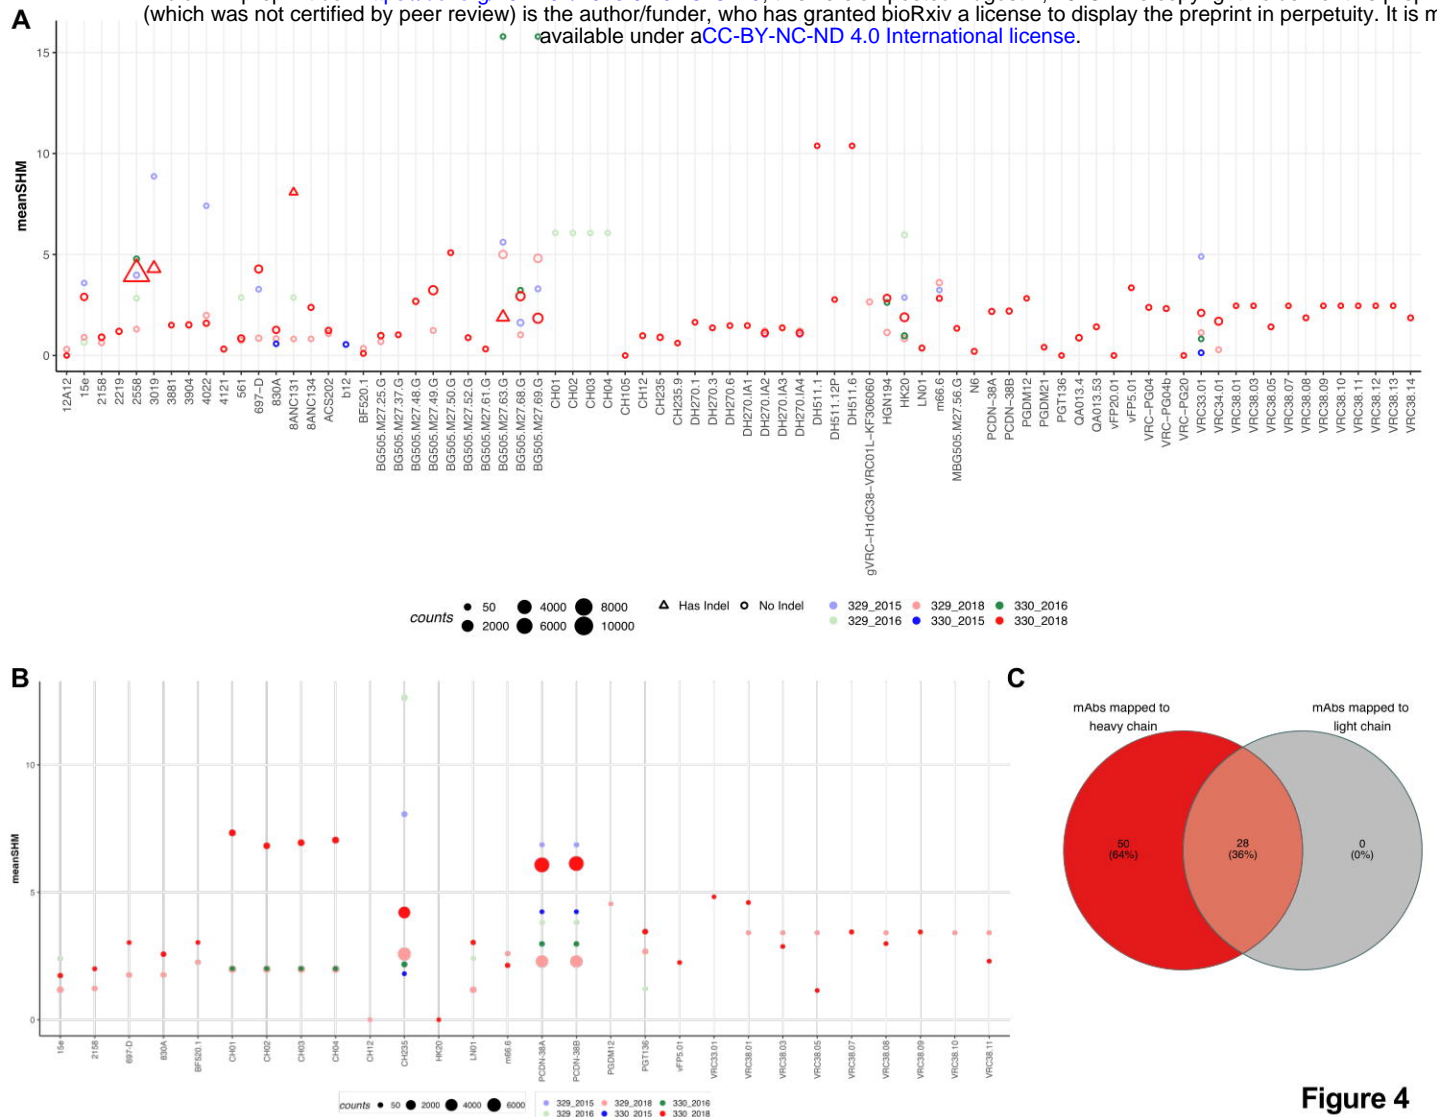 (which was not certified by peer review) is the author/funder, who has granted bioRxiv a license to display the preprint in perpetuity. It is m
available under aCC-BY-NC-ND 4.0 International license.
A
meanSHM
15
10
5
0
12A12
15e
2158
2219
2558
3019
3881
3904
4022
4121
561
697-D
830A
8ANC131
8ANC134
ACS202
b12
BF520.1
BG505.M27.25.G
BG505.M27.37.G
BG505.M27.48.G
BG505.M27.49.G
BG505.M27.50.G
BG505.M27.52.G
BG505.M27.61.G
BG505.M27.63.G
BG505.M27.68.G
BG505.M27.69.G
CH01
CH02
CH03
CH04
CH105
CH12
CH235
CH235.9
DH270.1
DH270.3
DH270.6
DH270.IA1
DH270.IA2
DH270.IA3
DH270.IA4
DH511.1
DH511.12P
DH511.6
gVRC-H1dC38-VRC01L-KF306060
HGN194
HK20
LN01
m66.6
MBG505.M27.56.G
N6
PCDN-38A
PCDN-38B
PGDM12
PGDM21
PGT136
QA013.4
QA013.53
vFP20.01
vFP5.01
VRC-PG04
VRC-PG04b
VRC-PG20
VRC33.01
VRC34.01
VRC38.01
VRC38.03
VRC38.05
VRC38.07
VRC38.08
VRC38.09
VRC38.10
VRC38.11
VRC38.12
VRC38.13
VRC38.14
counts 50 4000 8000 Has Indel No Indel 329_2015 329_2018 330_2016
2000 6000 10000 329_2016 330_2015 330_2018
B
meanSHM
10
5
0
15e
2158
697-D
830A
BF520.1
CH01
CH02
CH03
CH04
CH12
CH235
HK20
LN01
m66.6
PCDN-38A
PCDN-38B
PGDM12
PGT136
vFP5.01
VRC33.01
VRC38.01
VRC38.03
VRC38.05
VRC38.07
VRC38.08
VRC38.09
VRC38.10
VRC38.11
counts 50 2000 4000 6000 329_2015 329_2018 330_2016
329_2016 330_2015 330_2018
C
mAbs mapped to
heavy chain
mAbs mapped to
light chain
50
(64%)
28
(36%)
0
(0%)
Figure 4